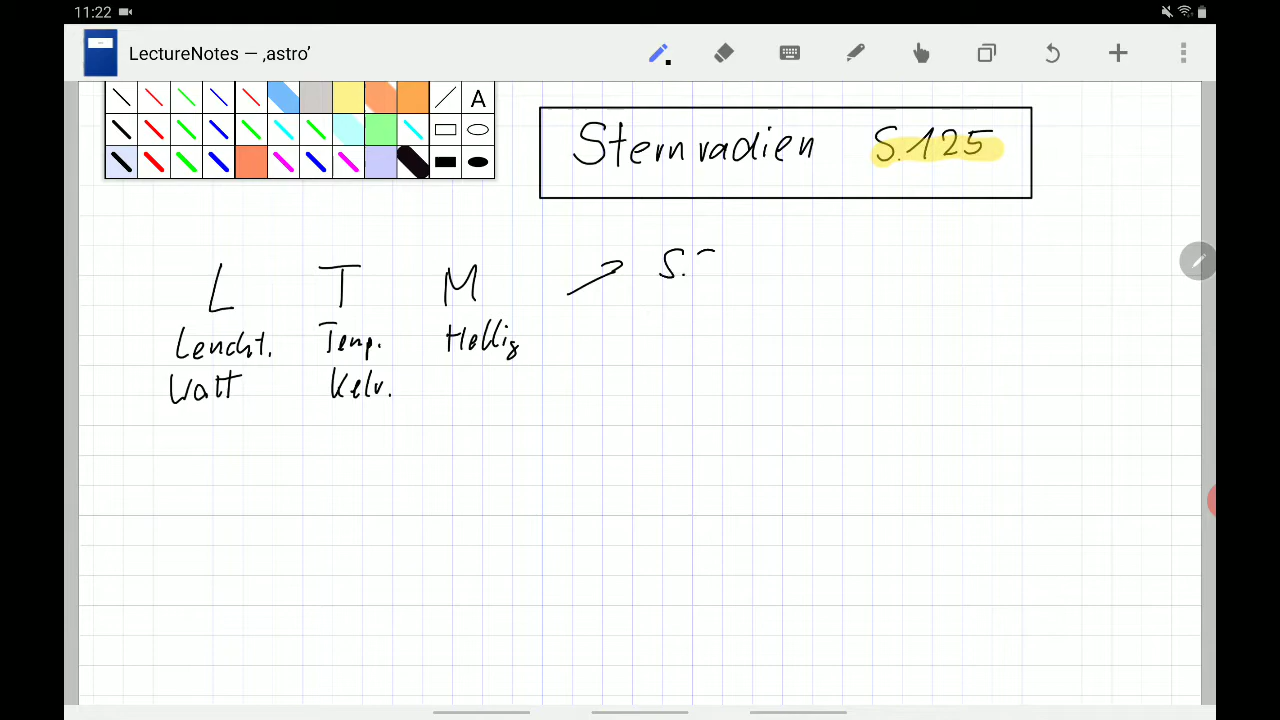 11:22
LectureNotes — ‚astro’
A
Sternradien S.125
L T M → S.
Leucht. Temp. Hellig
Watt Kelv.